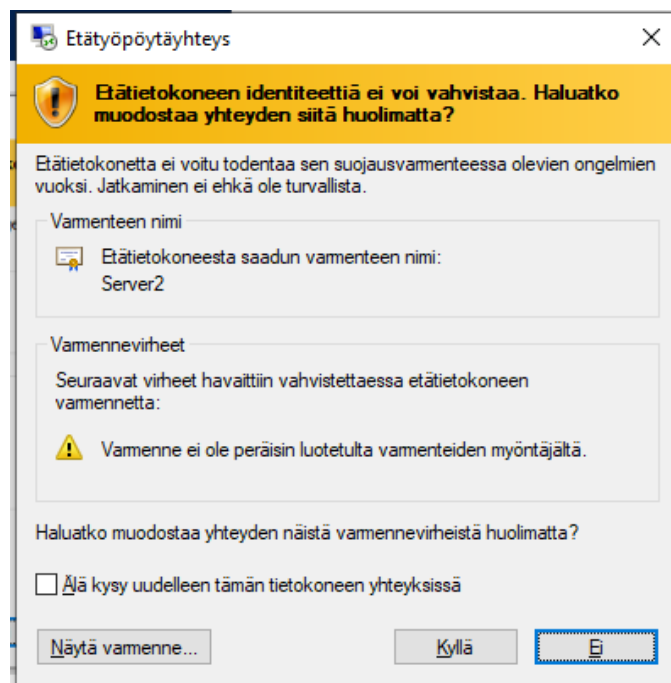 Etätyöpöytäyhteys
Etätietokoneen identiteettiä ei voi vahvistaa. Haluatko
muodostaa yhteyden siitä huolimatta?
Etätietokonetta ei voitu todentaa sen suojausvarmenteessa olevien ongelmien
vuoksi. Jatkaminen ei ehkä ole turvallista.
Varmenteen nimi
Etätietokoneesta saadun varmenteen nimi:
Server2
Varmennevirheet
Seuraavat virheet havaittiin vahvistettaessa etätietokoneen
varmennetta:
Varmenne ei ole peräisin luotetulta varmenteiden myöntäjältä.
Haluatko muodostaa yhteyden näistä varmennevirheistä huolimatta?
Älä kysy uudelleen tämän tietokoneen yhteyksissä
Näytä varmenne...
Kyllä
Ei